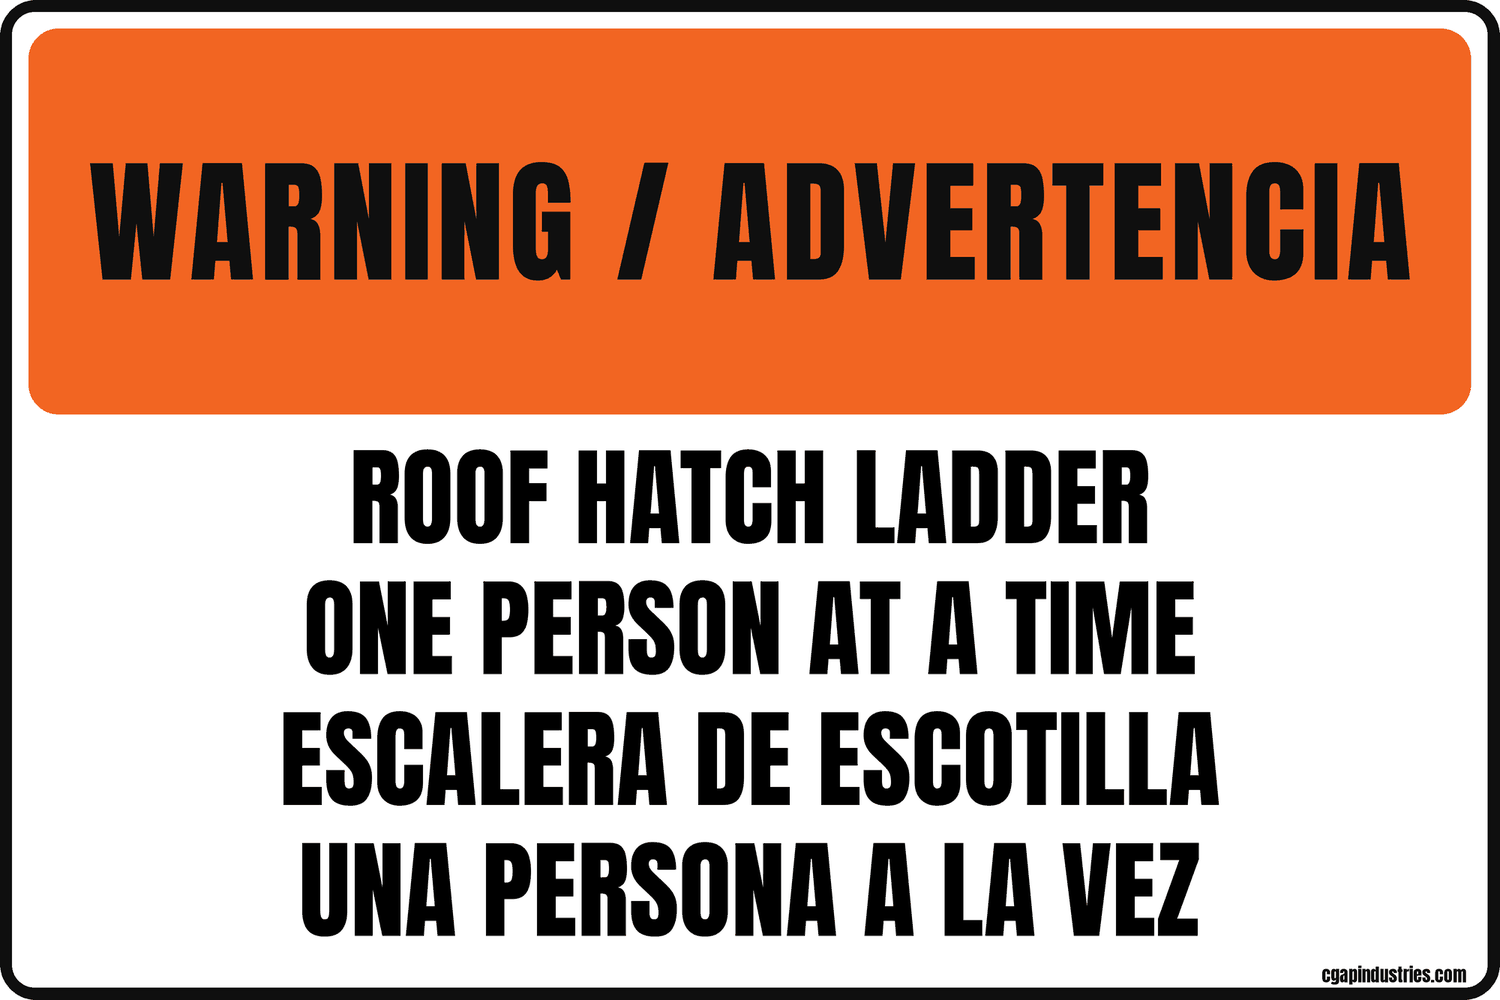 WARNING / ADVERTENCIA
ROOF HATCH LADDER
ONE PERSON AT A TIME
ESCALERA DE ESCOTILLA
UNA PERSONA A LA VEZ
cgapindustries.com